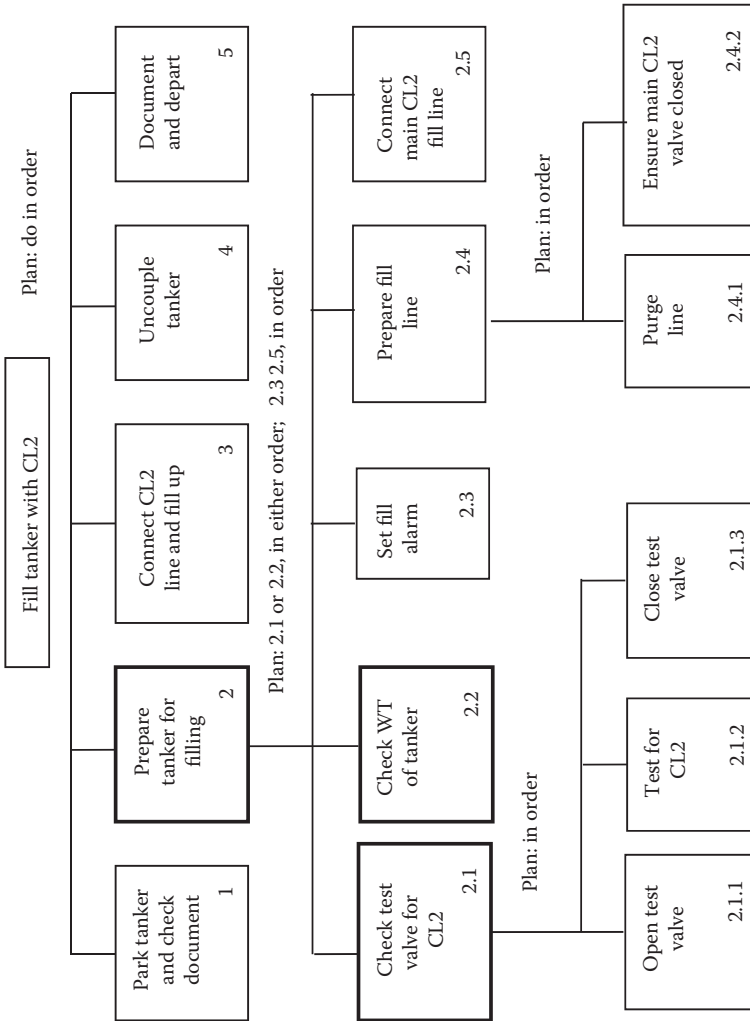 Fill tanker with CL2
Plan: do in order
Park tanker
and check
document
1
Prepare
tanker for
filling
2
Connect CL2
line and fill up
3
Uncouple
tanker
4
Document
and depart
5
Plan: 2.1 or 2.2, in either order; 2.3 2.5, in order
Check test
valve for
CL2
2.1
Check WT
of tanker
2.2
Set fill
alarm
2.3
Prepare fill
line
2.4
Connect
main CL2
fill line
2.5
Plan: in order
Open test
valve
2.1.1
Test for
CL2
2.1.2
Close test
valve
2.1.3
Plan: in order
Purge
line
2.4.1
Ensure main CL2
valve closed
2.4.2